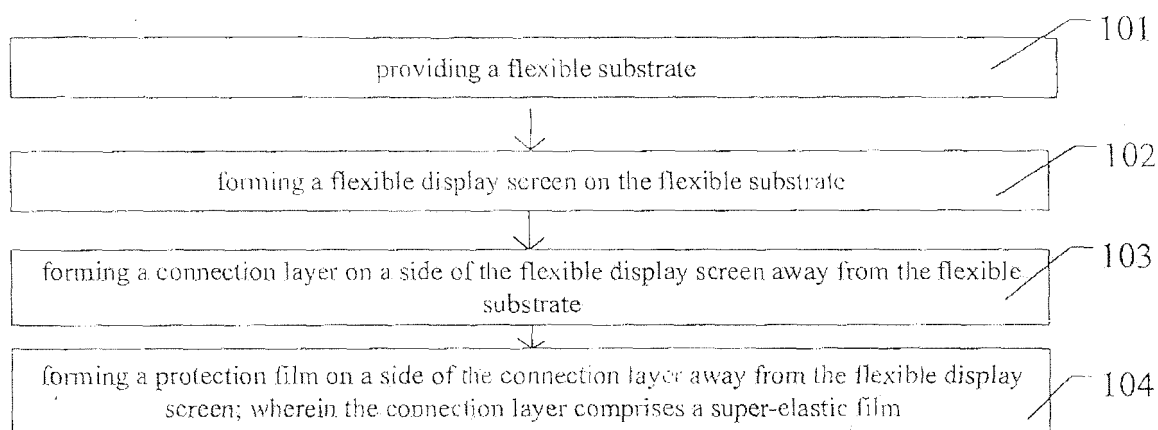 101
providing a flexible substrate
102
forming a flexible display screen on the flexible substrate
103
forming a connection layer on a side of the flexible display screen away from the flexible
substrate
104
forming a protection film on a side of the connection layer away from the flexible display
screen; wherein the connection layer comprises a super-elastic film